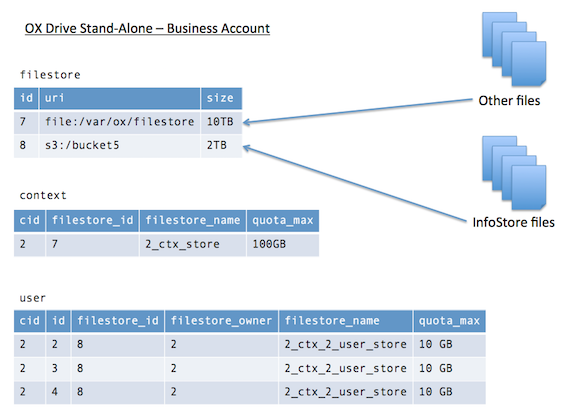 OX Drive Stand-Alone – Business Account
filestore
id uri size
7 file:/var/ox/filestore 10TB
8 s3:/bucket5 2TB
Other files
InfoStore files
context
cid filestore_id filestore_name quota_max
2 7 2_ctx_store 100GB
user
cid id filestore_id filestore_owner filestore_name quota_max
2 2 8 2 2_ctx_2_user_store 10 GB
2 3 8 2 2_ctx_2_user_store 10 GB
2 4 8 2 2_ctx_2_user_store 10 GB